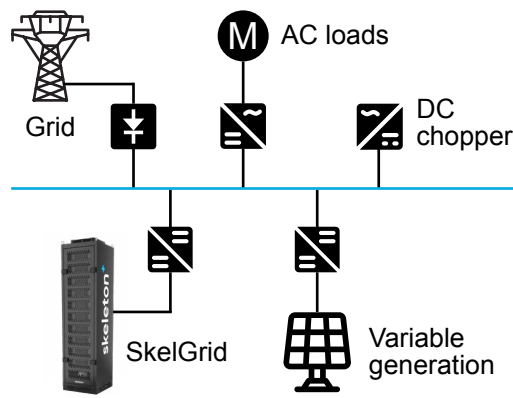 M
AC loads
Grid
DC
chopper
skeleton+
SkelGrid
Variable
generation